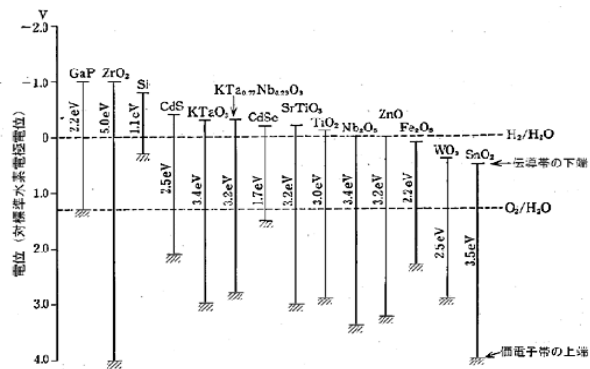 V
−2.0
−1.0
0
1.0
2.0
3.0
4.0
電位 (対標準水素電極電位)
GaP
2.2eV
ZrO₂
5.0eV
Si
1.1eV
CdS
2.5eV
KTaO₃
3.4eV
KTa₀.₇₇Nb₀.₂₃O₃
3.2eV
CdSe
1.7eV
SrTiO₃
3.2eV
TiO₂
3.0eV
Nb₂O₅
3.4eV
ZnO
3.2eV
Fe₂O₃
2.2eV
WO₃
2.5eV
SnO₂
3.5eV
H₂/H₂O
伝導帯の下端
O₂/H₂O
価電子帯の上端